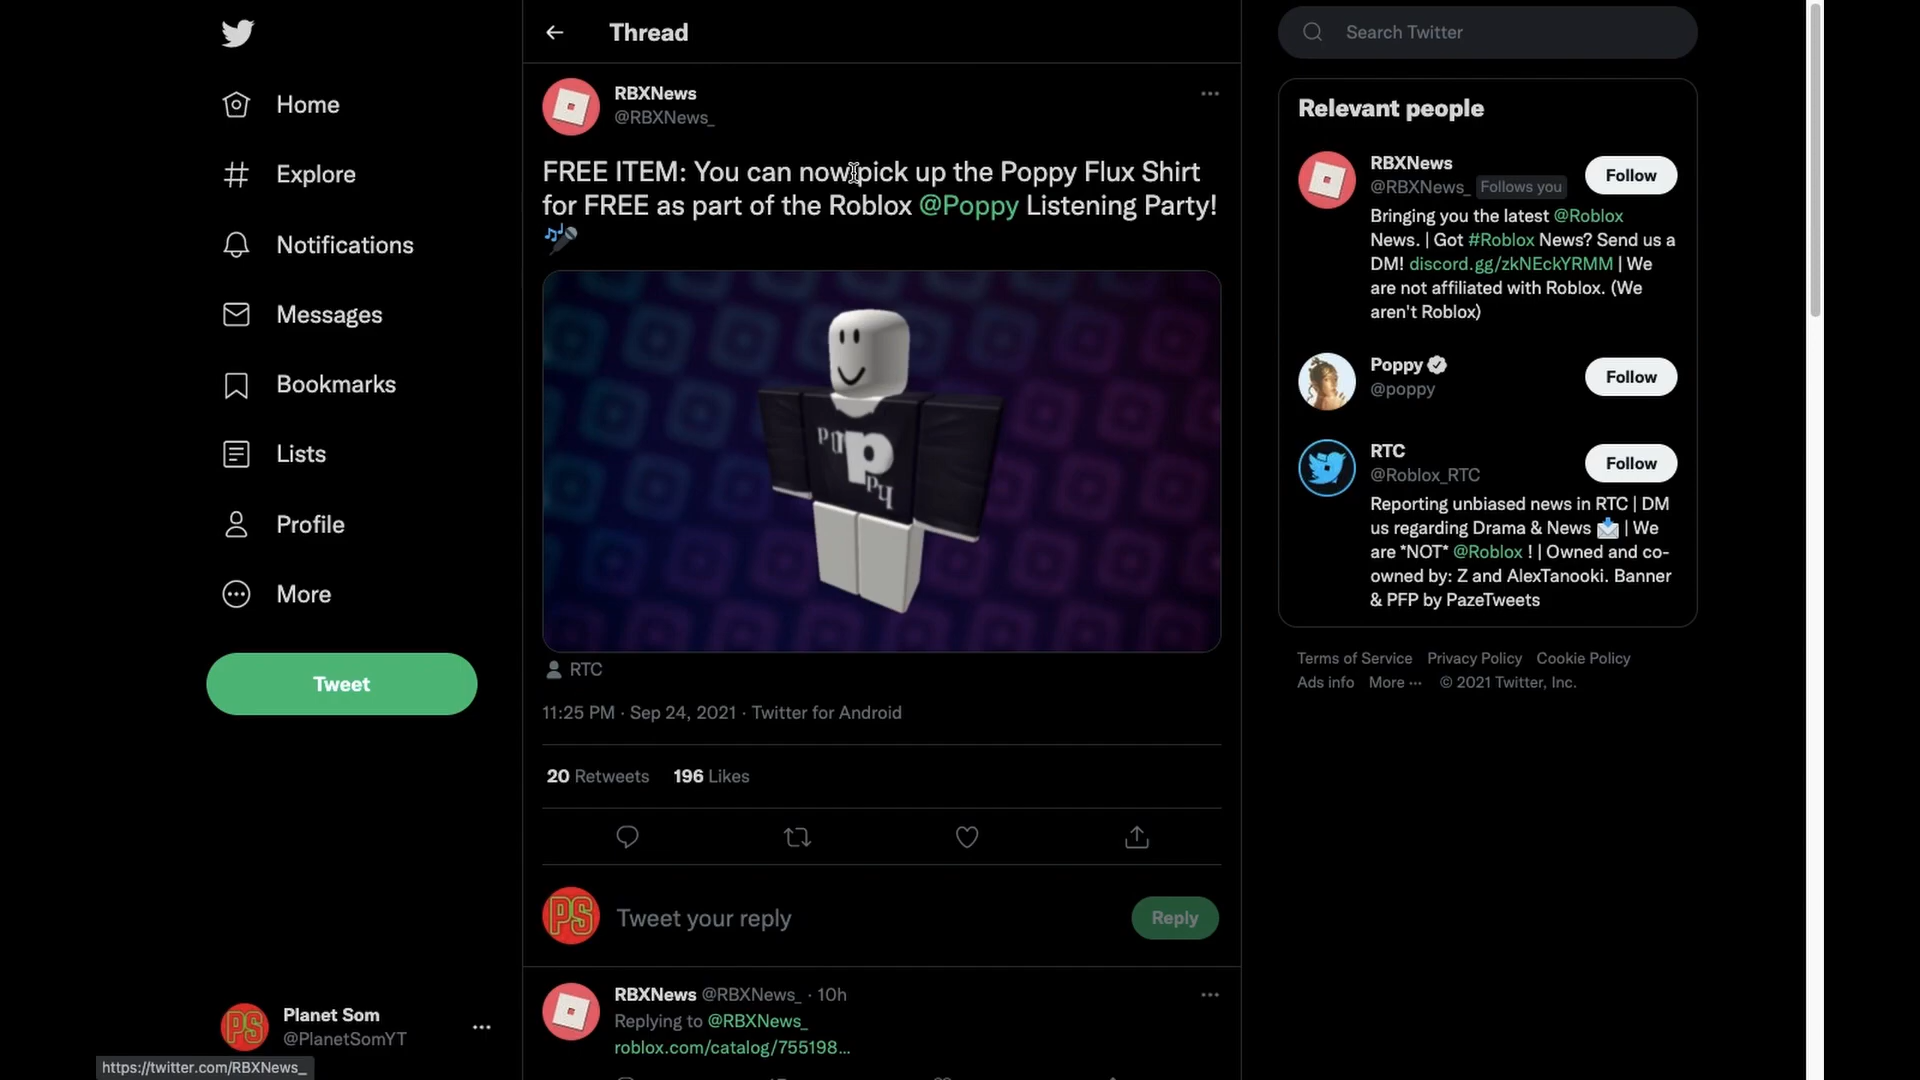 Home
Explore
Notifications
Messages
Bookmarks
Lists
Profile
More
Tweet
Planet Som
@PlanetSomYT
https://twitter.com/RBXNews_
Thread
RBXNews
@RBXNews_
FREE ITEM: You can now pick up the Poppy Flux Shirt
for FREE as part of the Roblox @Poppy Listening Party!
Poppy
RTC
11:25 PM · Sep 24, 2021 · Twitter for Android
20 Retweets 196 Likes
PS
Tweet your reply
Reply
RBXNews @RBXNews_ · 10h
Replying to @RBXNews_
roblox.com/catalog/755198...
PS
Search Twitter
Relevant people
RBXNews
@RBXNews_ Follows you
Follow
Bringing you the latest @Roblox
News. | Got #Roblox News? Send us a
DM! discord.gg/zkNEckYRMM | We
are not affiliated with Roblox. (We
aren't Roblox)
Poppy
@poppy
Follow
RTC
@Roblox_RTC
Follow
Reporting unbiased news in RTC | DM
us regarding Drama & News 📩 | We
are *NOT* @Roblox ! | Owned and co-
owned by: Z and AlexTanooki. Banner
& PFP by PazeTweets
Terms of Service Privacy Policy Cookie Policy
Ads info More ··· © 2021 Twitter, Inc.